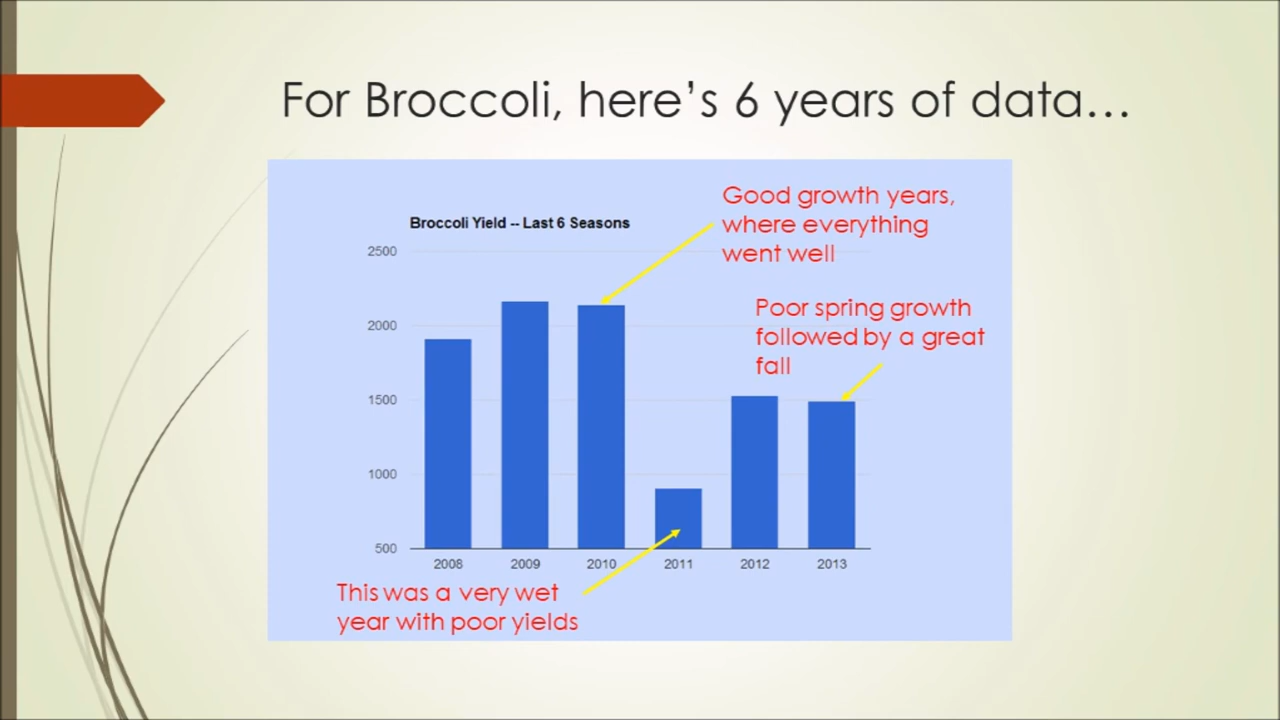 For Broccoli, here's 6 years of data…
Good growth years,
where everything
went well
Broccoli Yield -- Last 6 Seasons
2500
Poor spring growth
followed by a great
fall
2000
1500
1000
500
2008 2009 2010 2011 2012 2013
This was a very wet
year with poor yields